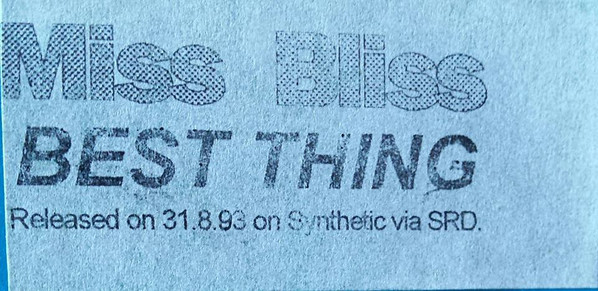 Miss Bliss
BEST THING
Released on 31.8.93 on Synthetic via SRD.